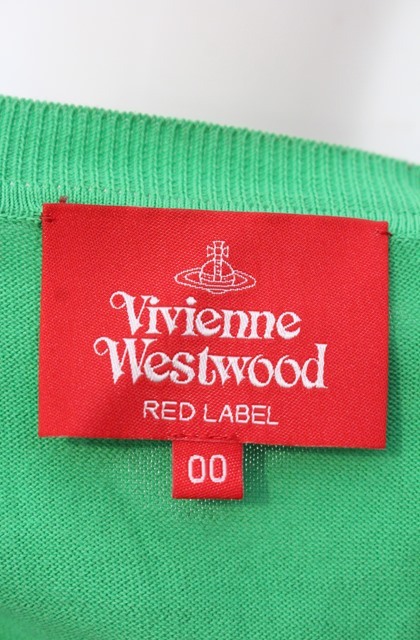 Vivienne
Westwood
RED LABEL
00